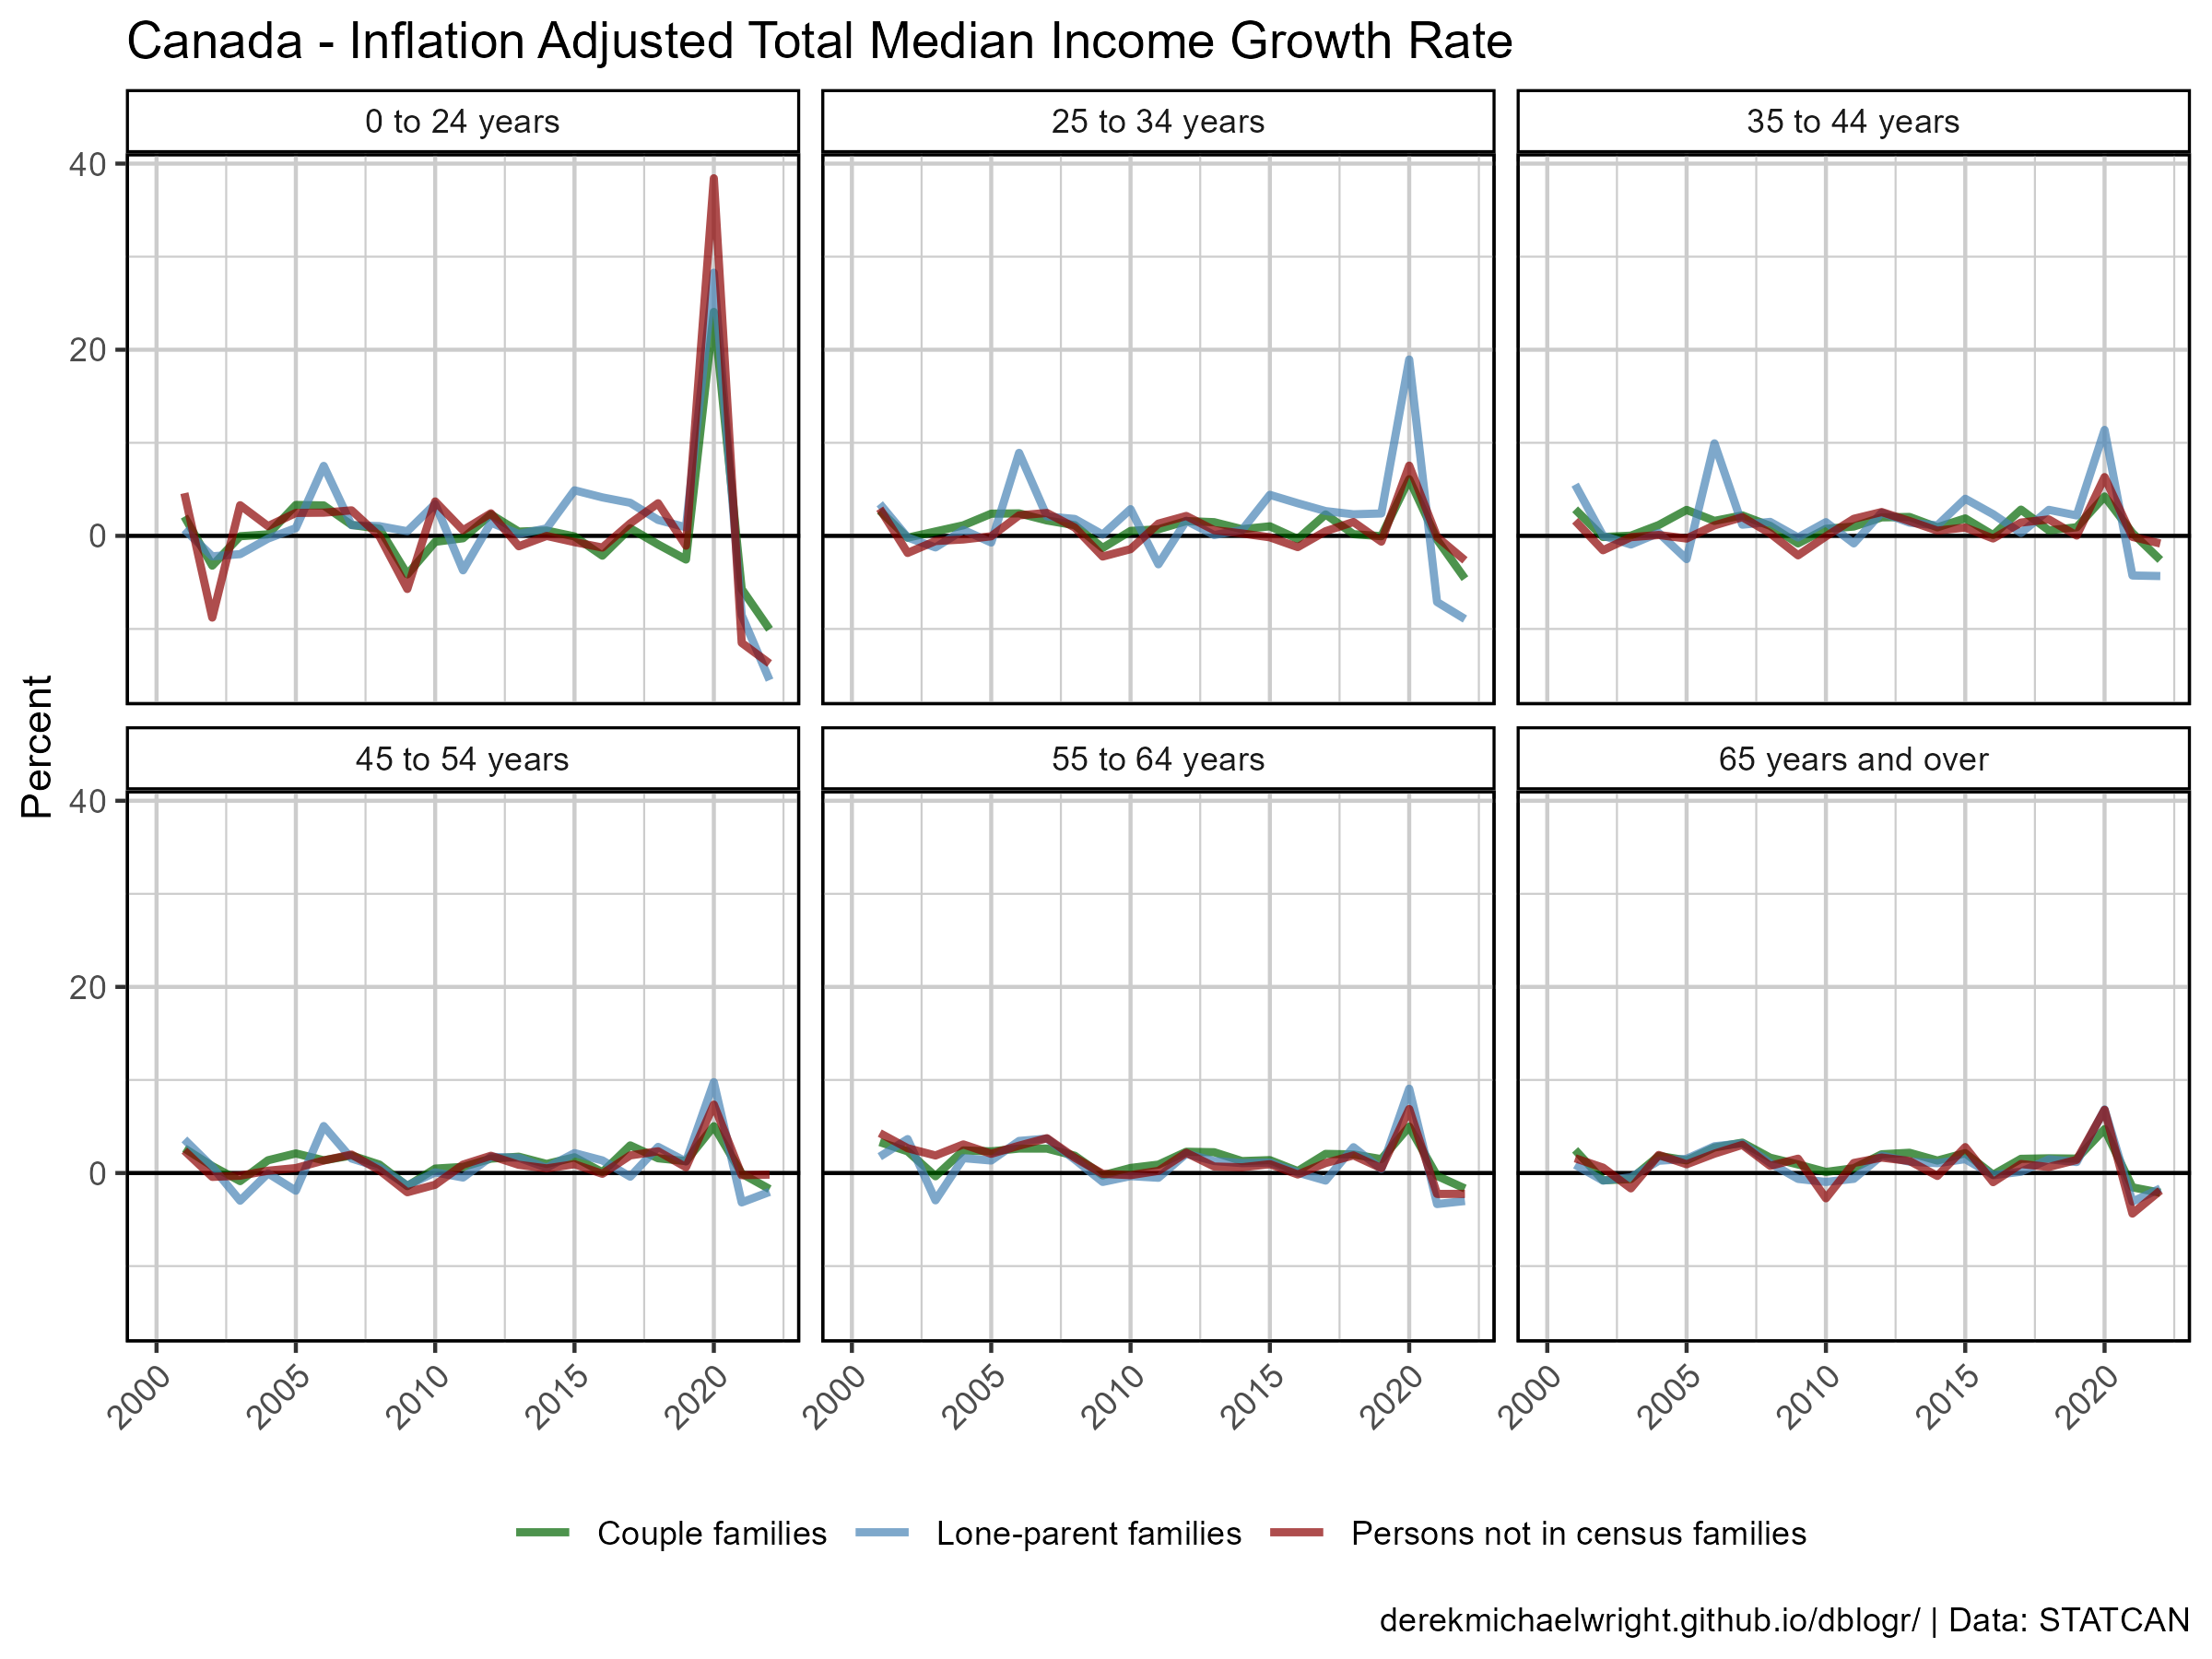 Canada - Inflation Adjusted Total Median Income Growth Rate
0 to 24 years
25 to 34 years
35 to 44 years
40
20
0
Percent
45 to 54 years
55 to 64 years
65 years and over
40
20
0
2000 2005 2010 2015 2020 2000 2005 2010 2015 2020 2000 2005 2010 2015 2020
Couple families Lone-parent families Persons not in census families
derekmichaelwright.github.io/dblogr/ | Data: STATCAN